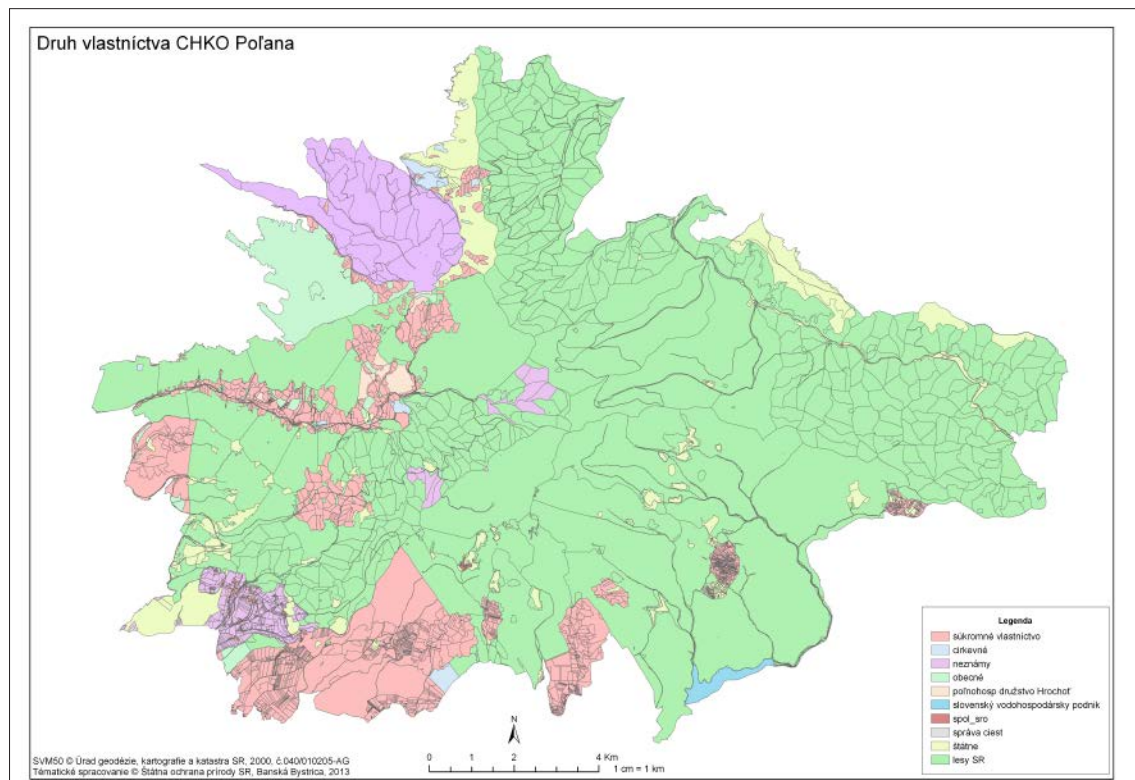 Druh vlastníctva CHKO Poľana
Legenda
súkromné vlastníctvo
cirkevné
neznámy
obecné
poľnohosp družstvo Hrochoť
slovenský vodohospodársky podnik
spol_sro
správa ciest
štátne
lesy SR
N
0 1 2 4 Km
1 cm = 1 km
SVM50 © Úrad geodézie, kartografie a katastra SR, 2000, č.040/010205-AG
Tématické spracovanie © Štátna ochrana prírody SR, Banská Bystrica, 2013